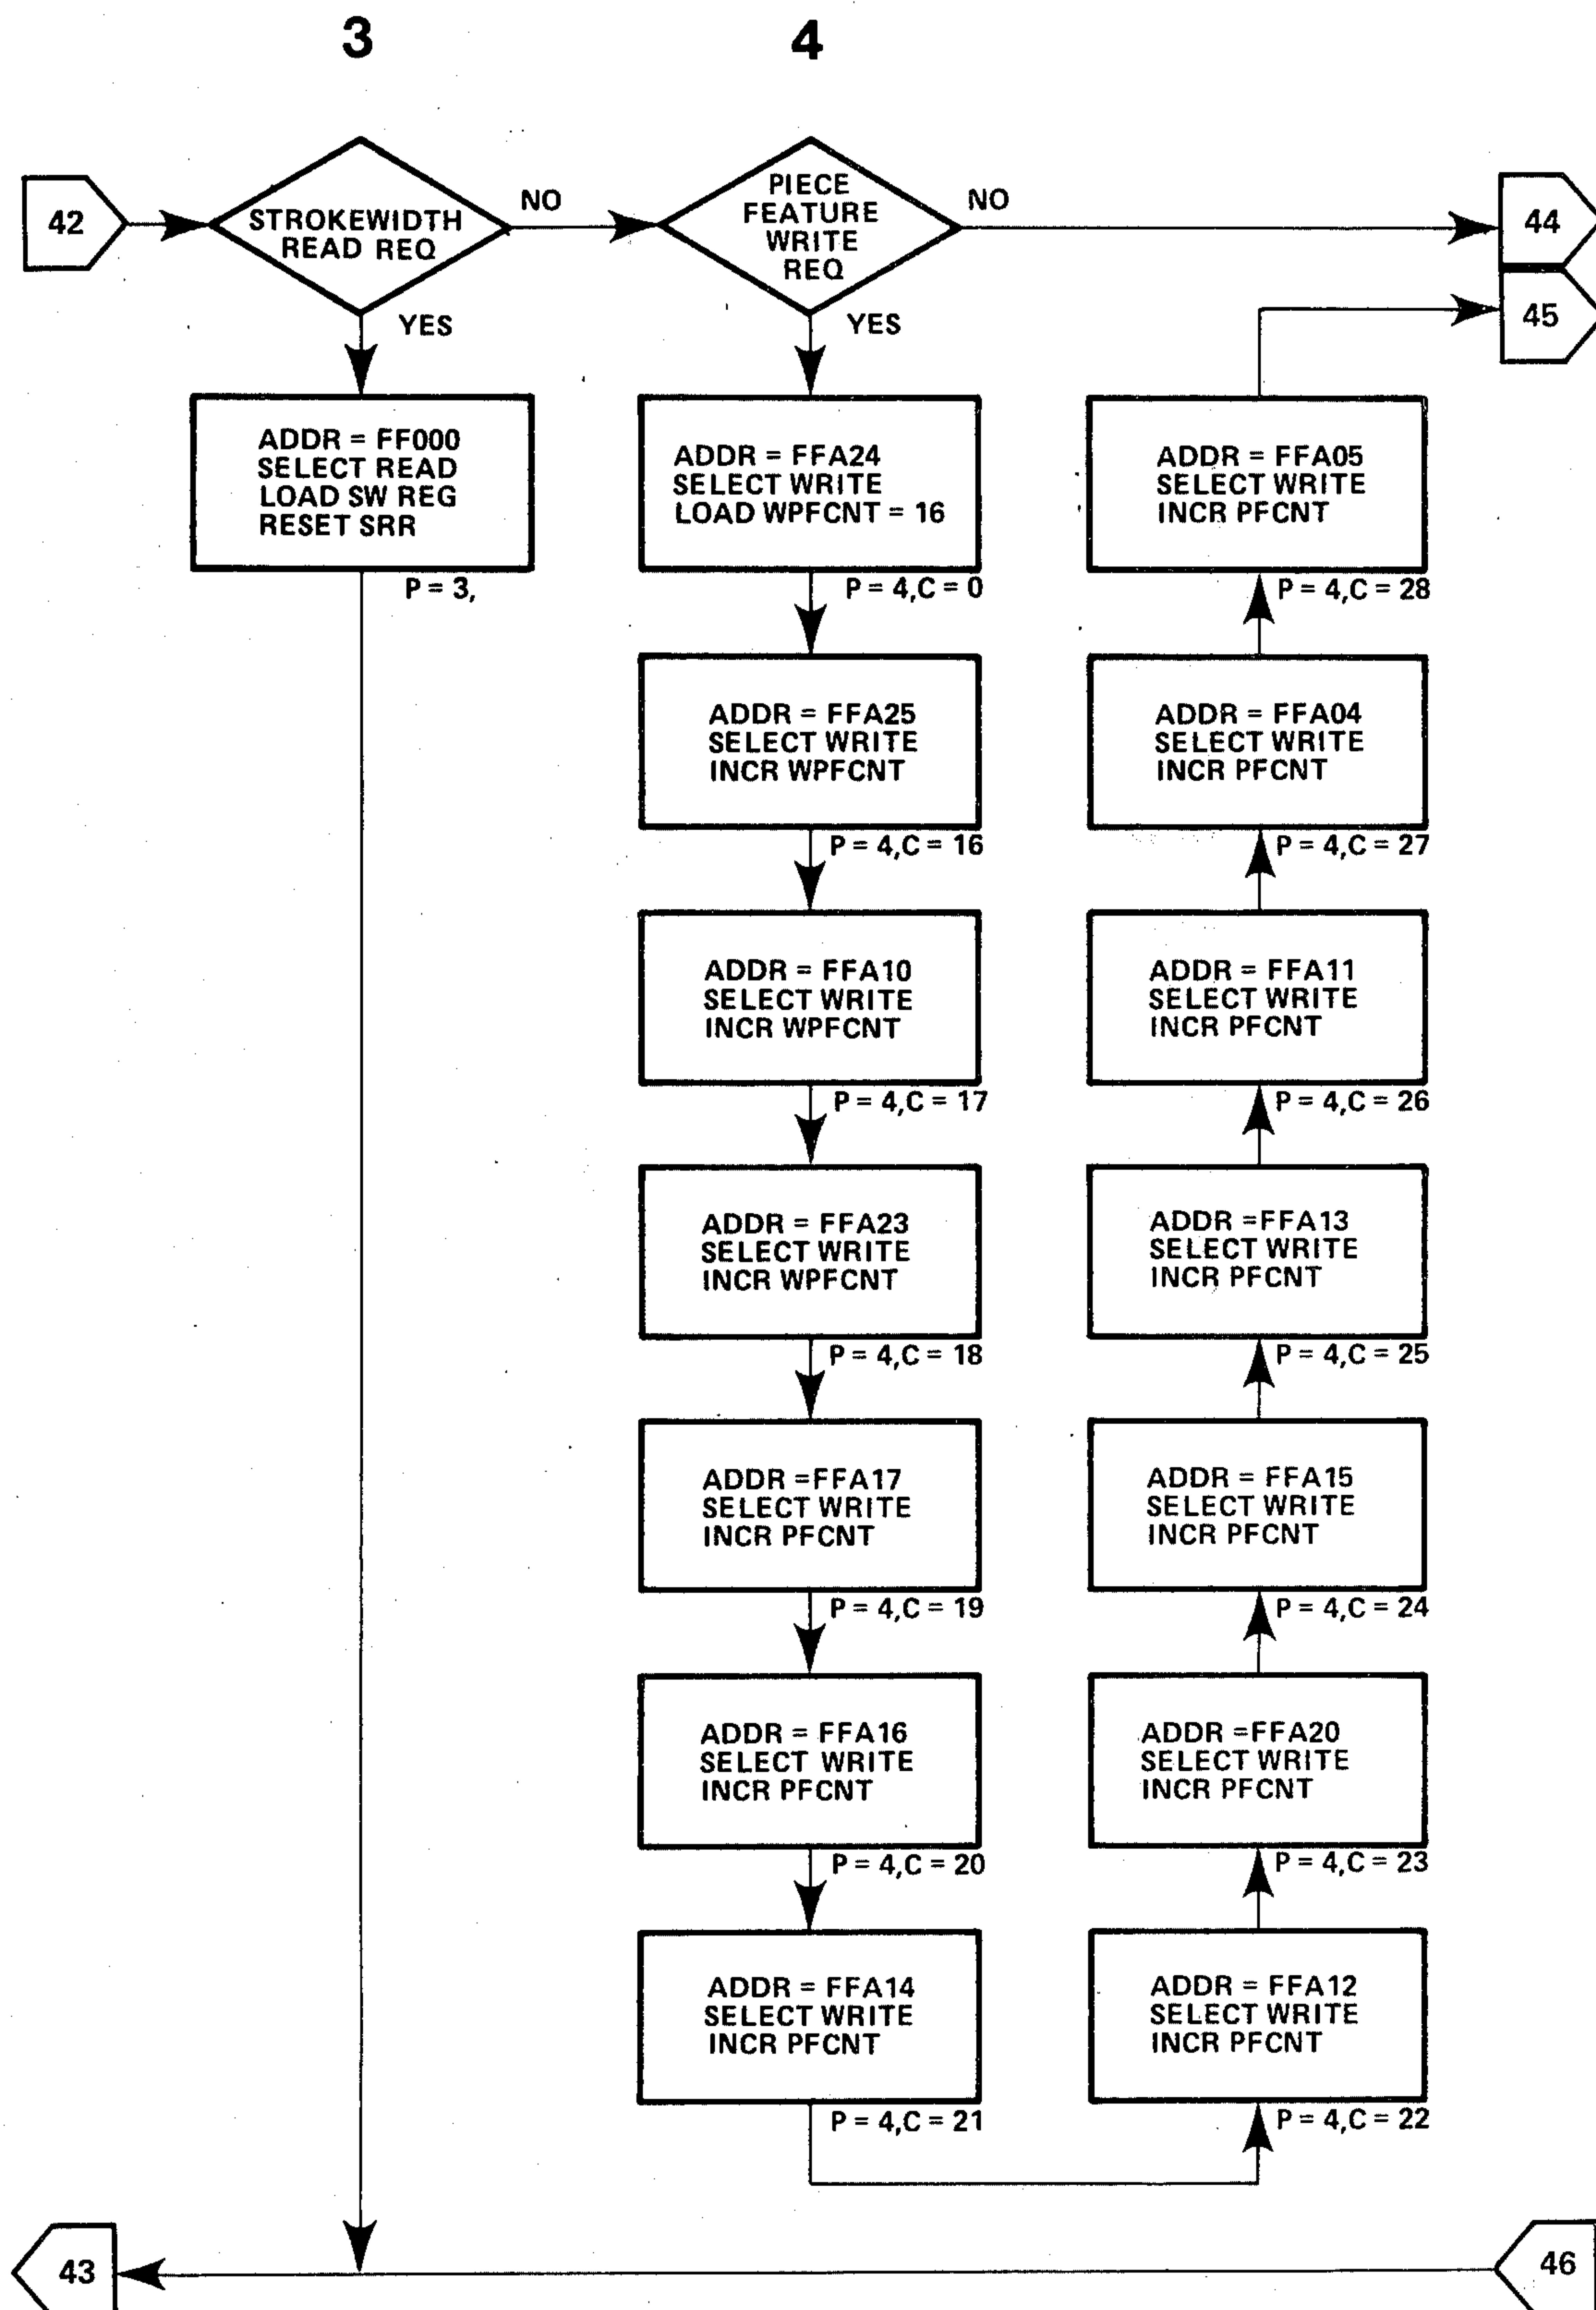 3
4
42
STROKEWIDTH
READ REQ
NO
PIECE
FEATURE
WRITE
REQ
NO
44
45
YES
YES
ADDR = FF000
SELECT READ
LOAD SW REG
RESET SRR
P = 3,
ADDR = FFA24
SELECT WRITE
LOAD WPFCNT = 16
P = 4,C = 0
ADDR = FFA25
SELECT WRITE
INCR WPFCNT
P = 4,C = 16
ADDR = FFA10
SELECT WRITE
INCR WPFCNT
P = 4,C = 17
ADDR = FFA23
SELECT WRITE
INCR WPFCNT
P = 4,C = 18
ADDR =FFA17
SELECT WRITE
INCR PFCNT
P = 4,C = 19
ADDR = FFA16
SELECT WRITE
INCR PFCNT
P = 4,C = 20
ADDR = FFA14
SELECT WRITE
INCR PFCNT
P = 4,C = 21
ADDR = FFA05
SELECT WRITE
INCR PFCNT
P = 4,C = 28
ADDR = FFA04
SELECT WRITE
INCR PFCNT
P = 4,C = 27
ADDR = FFA11
SELECT WRITE
INCR PFCNT
P = 4,C = 26
ADDR =FFA13
SELECT WRITE
INCR PFCNT
P = 4,C = 25
ADDR = FFA15
SELECT WRITE
INCR PFCNT
P = 4,C = 24
ADDR =FFA20
SELECT WRITE
INCR PFCNT
P = 4,C = 23
ADDR = FFA12
SELECT WRITE
INCR PFCNT
P = 4,C = 22
43
46